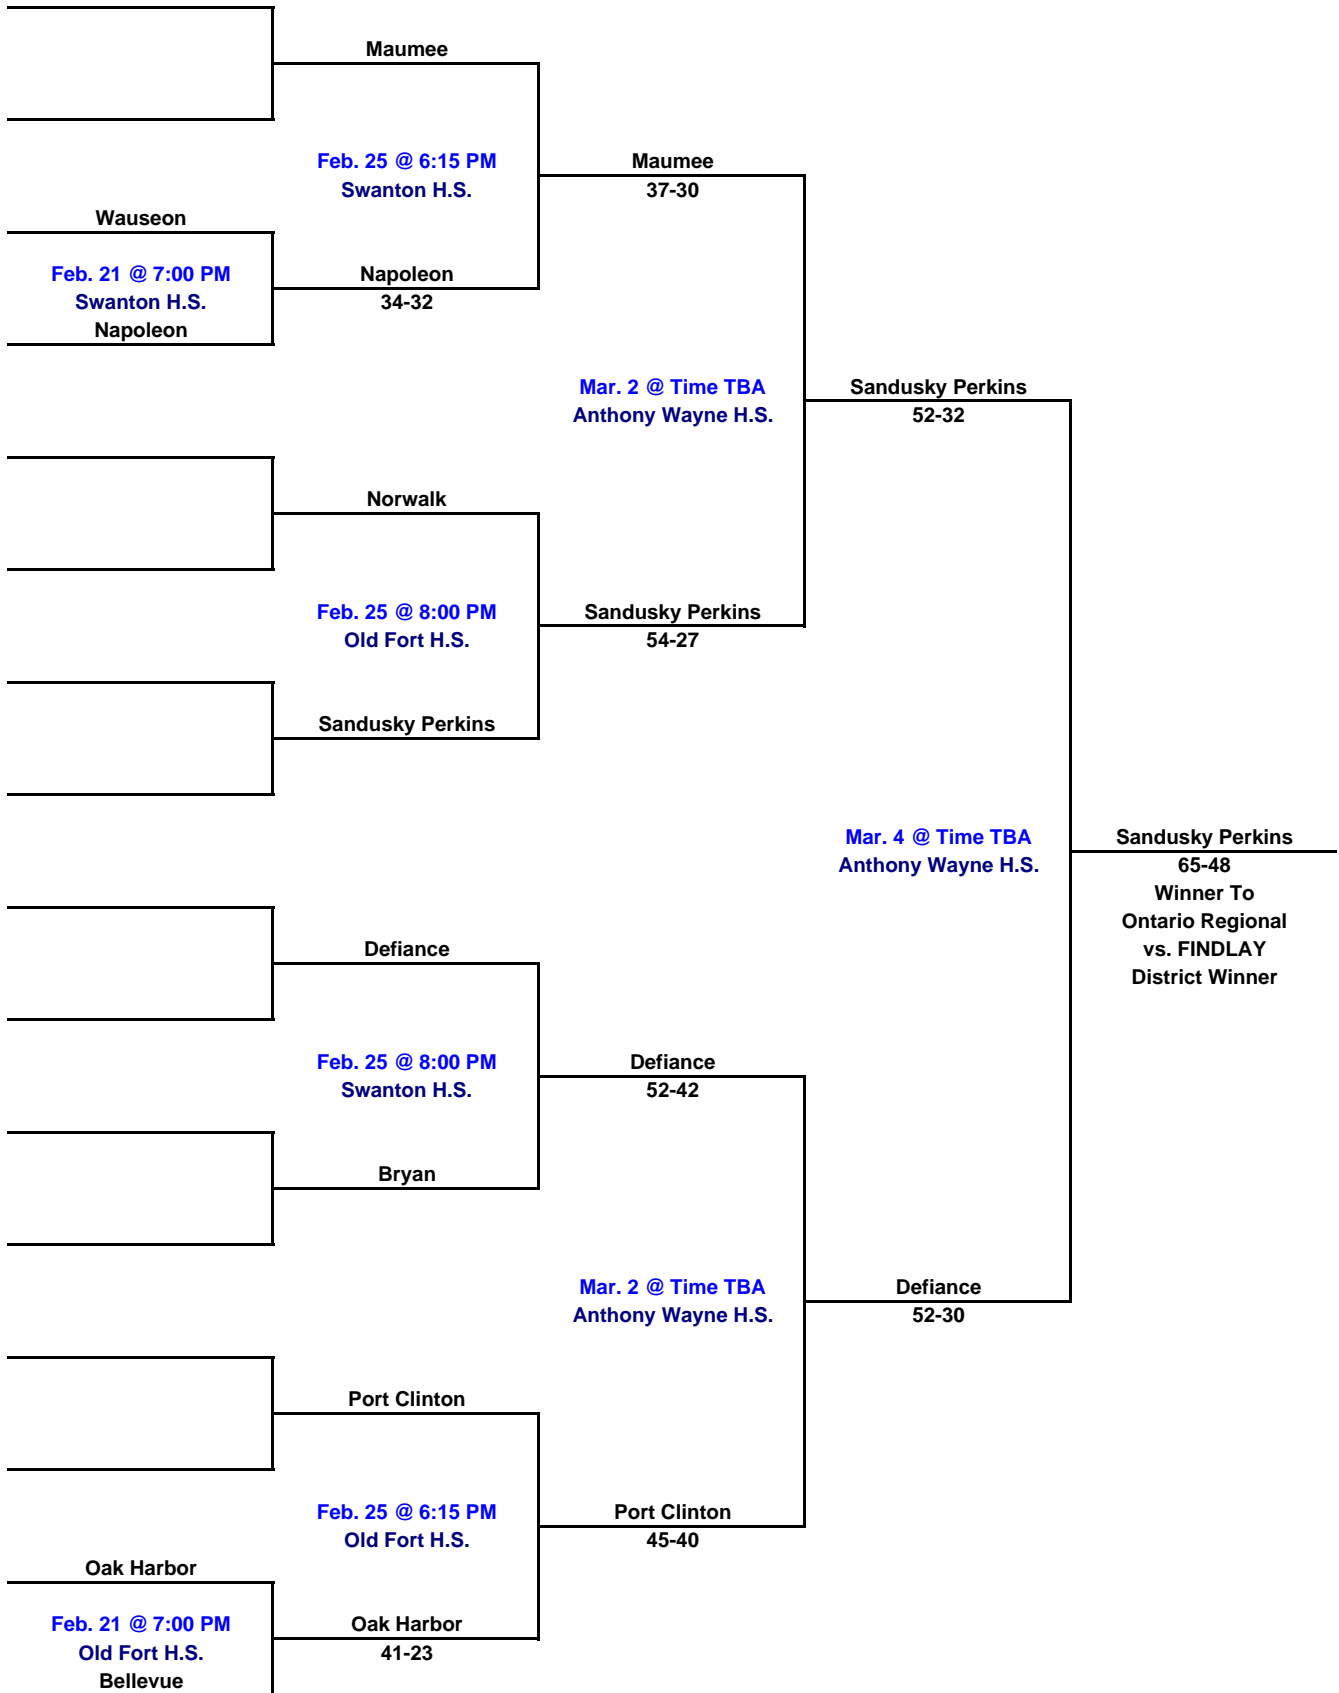 Maumee
Feb. 25 @ 6:15 PM
Swanton H.S.
Maumee
37-30
Wauseon
Feb. 21 @ 7:00 PM
Swanton H.S.
Napoleon
Napoleon
34-32
Mar. 2 @ Time TBA
Anthony Wayne H.S.
Sandusky Perkins
52-32
Norwalk
Feb. 25 @ 8:00 PM
Old Fort H.S.
Sandusky Perkins
54-27
Sandusky Perkins
Mar. 4 @ Time TBA
Anthony Wayne H.S.
Sandusky Perkins
65-48
Winner To
Ontario Regional
vs. FINDLAY
District Winner
Defiance
Feb. 25 @ 8:00 PM
Swanton H.S.
Defiance
52-42
Bryan
Mar. 2 @ Time TBA
Anthony Wayne H.S.
Defiance
52-30
Port Clinton
Feb. 25 @ 6:15 PM
Old Fort H.S.
Port Clinton
45-40
Oak Harbor
Feb. 21 @ 7:00 PM
Old Fort H.S.
Bellevue
Oak Harbor
41-23